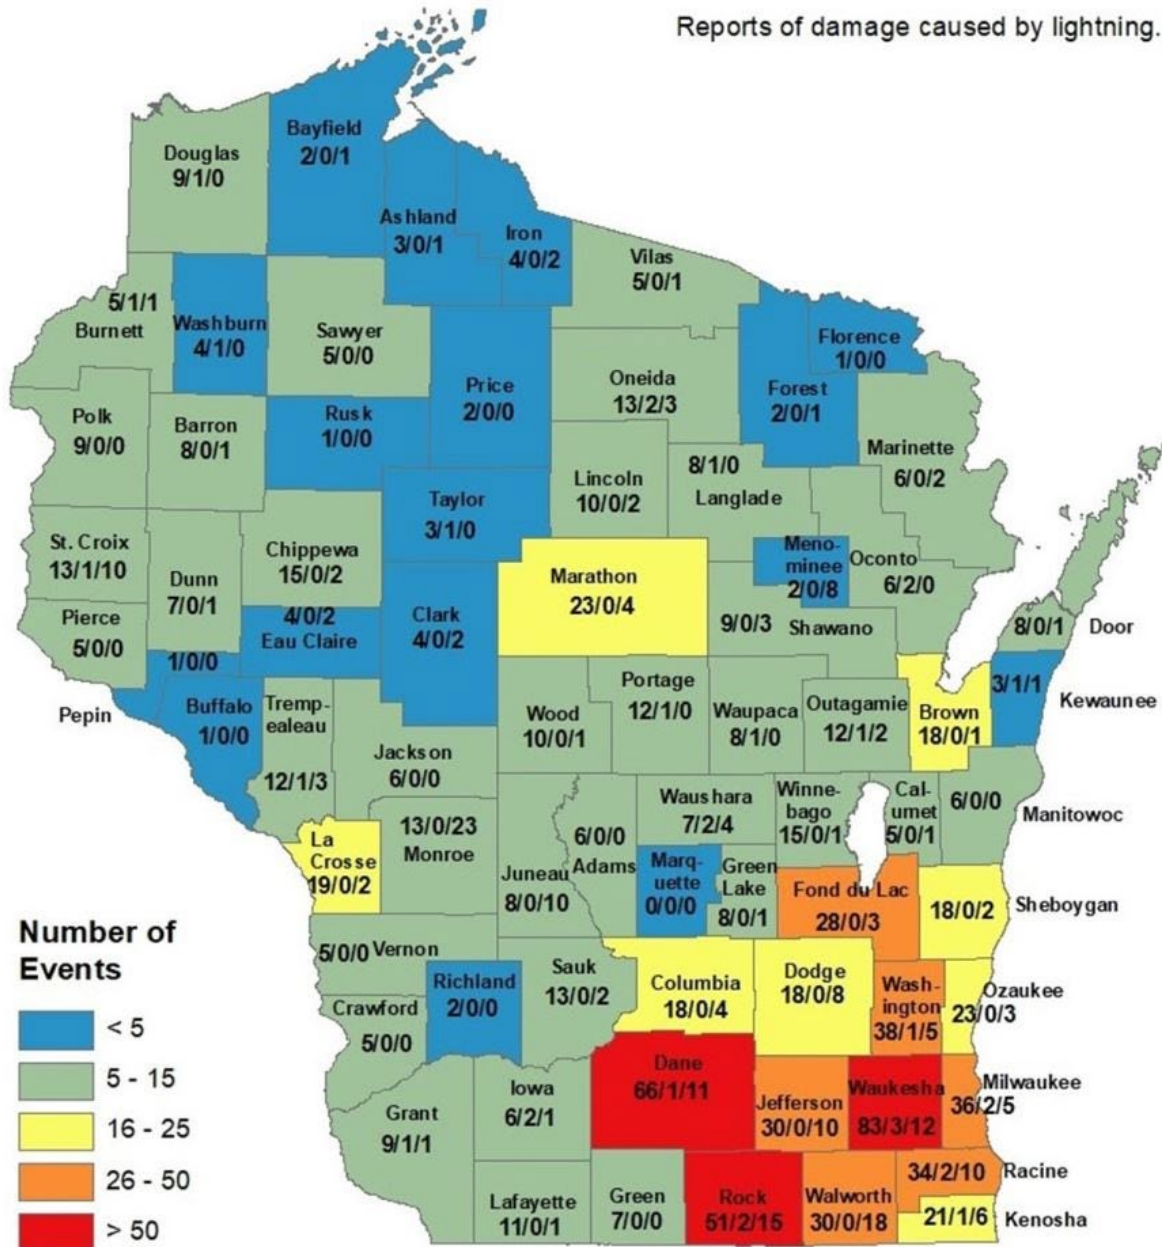 Reports of damage caused by lightning.
Bayfield
2/0/1
Douglas
9/1/0
Ashland
3/0/1
Iron
4/0/2
Vilas
5/0/1
5/1/1
Burnett
Washburn
4/1/0
Sawyer
5/0/0
Florence
1/0/0
Price
2/0/0
Oneida
13/2/3
Forest
2/0/1
Polk
9/0/0
Barron
8/0/1
Rusk
1/0/0
Marinette
6/0/2
Lincoln
10/0/2
8/1/0
Langlade
Taylor
3/1/0
St. Croix
13/1/10
Dunn
7/0/1
Chippewa
15/0/2
Meno-
minee
2/0/8
Oconto
6/2/0
Marathon
23/0/4
Pierce
5/0/0
4/0/2
Eau Claire
Clark
4/0/2
9/0/3
Shawano
8/0/1
Door
1/0/0
Pepin
Buffalo
1/0/0
Tremp-
ealeau
12/1/3
Jackson
6/0/0
Wood
10/0/1
Portage
12/1/0
Waupaca
8/1/0
Outagamie
12/1/2
Brown
18/0/1
3/1/1
Kewaunee
La
Crosse
19/0/2
13/0/23
Monroe
Juneau
8/0/10
6/0/0
Adams
Waushara
7/2/4
Winne-
bago
15/0/1
Cal-
umet
5/0/1
6/0/0
Manitowoc
Marq-
uette
0/0/0
Green
Lake
8/0/1
Fond du Lac
28/0/3
18/0/2
Sheboygan
5/0/0 Vernon
Richland
2/0/0
Sauk
13/0/2
Columbia
18/0/4
Dodge
18/0/8
Wash-
ington
38/1/5
Ozaukee
23/0/3
Crawford
5/0/0
Dane
66/1/11
Jefferson
30/0/10
Waukesha
83/3/12
Milwaukee
36/2/5
Grant
9/1/1
Iowa
6/2/1
Lafayette
11/0/1
Green
7/0/0
Rock
51/2/15
Walworth
30/0/18
34/2/10
Racine
21/1/6
Kenosha
Number of
Events
< 5
5 - 15
16 - 25
26 - 50
> 50